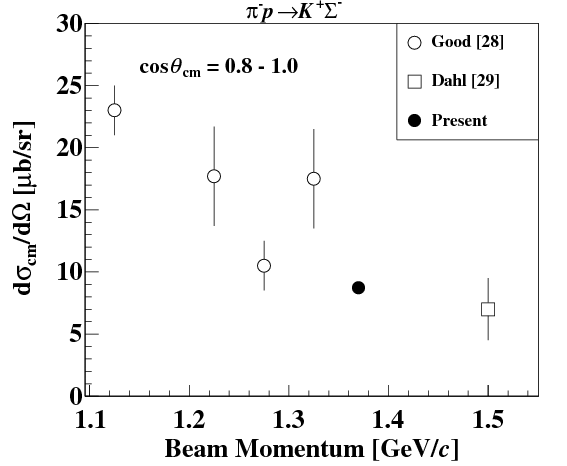 π⁻p →K⁺Σ⁻
30
25
20
15
10
5
0
dσcm/dΩ [μb/sr]
cosθcm = 0.8 - 1.0
Good [28]
Dahl [29]
Present
1.1
1.2
1.3
1.4
1.5
Beam Momentum [GeV/c]